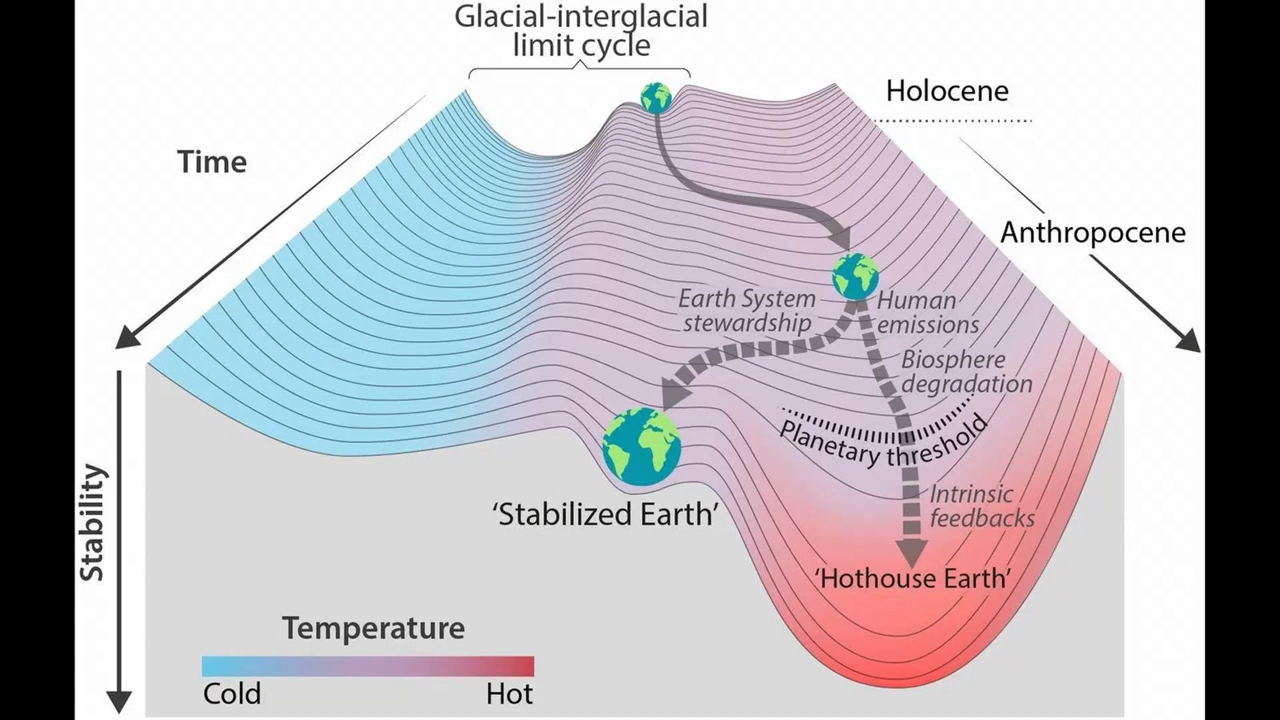 Glacial-interglacial
limit cycle
Holocene
Time
Anthropocene
Earth System
stewardship
Human
emissions
Biosphere
degradation
Planetary threshold
Stability
‘Stabilized Earth’
Intrinsic
feedbacks
‘Hothouse Earth’
Temperature
Cold
Hot